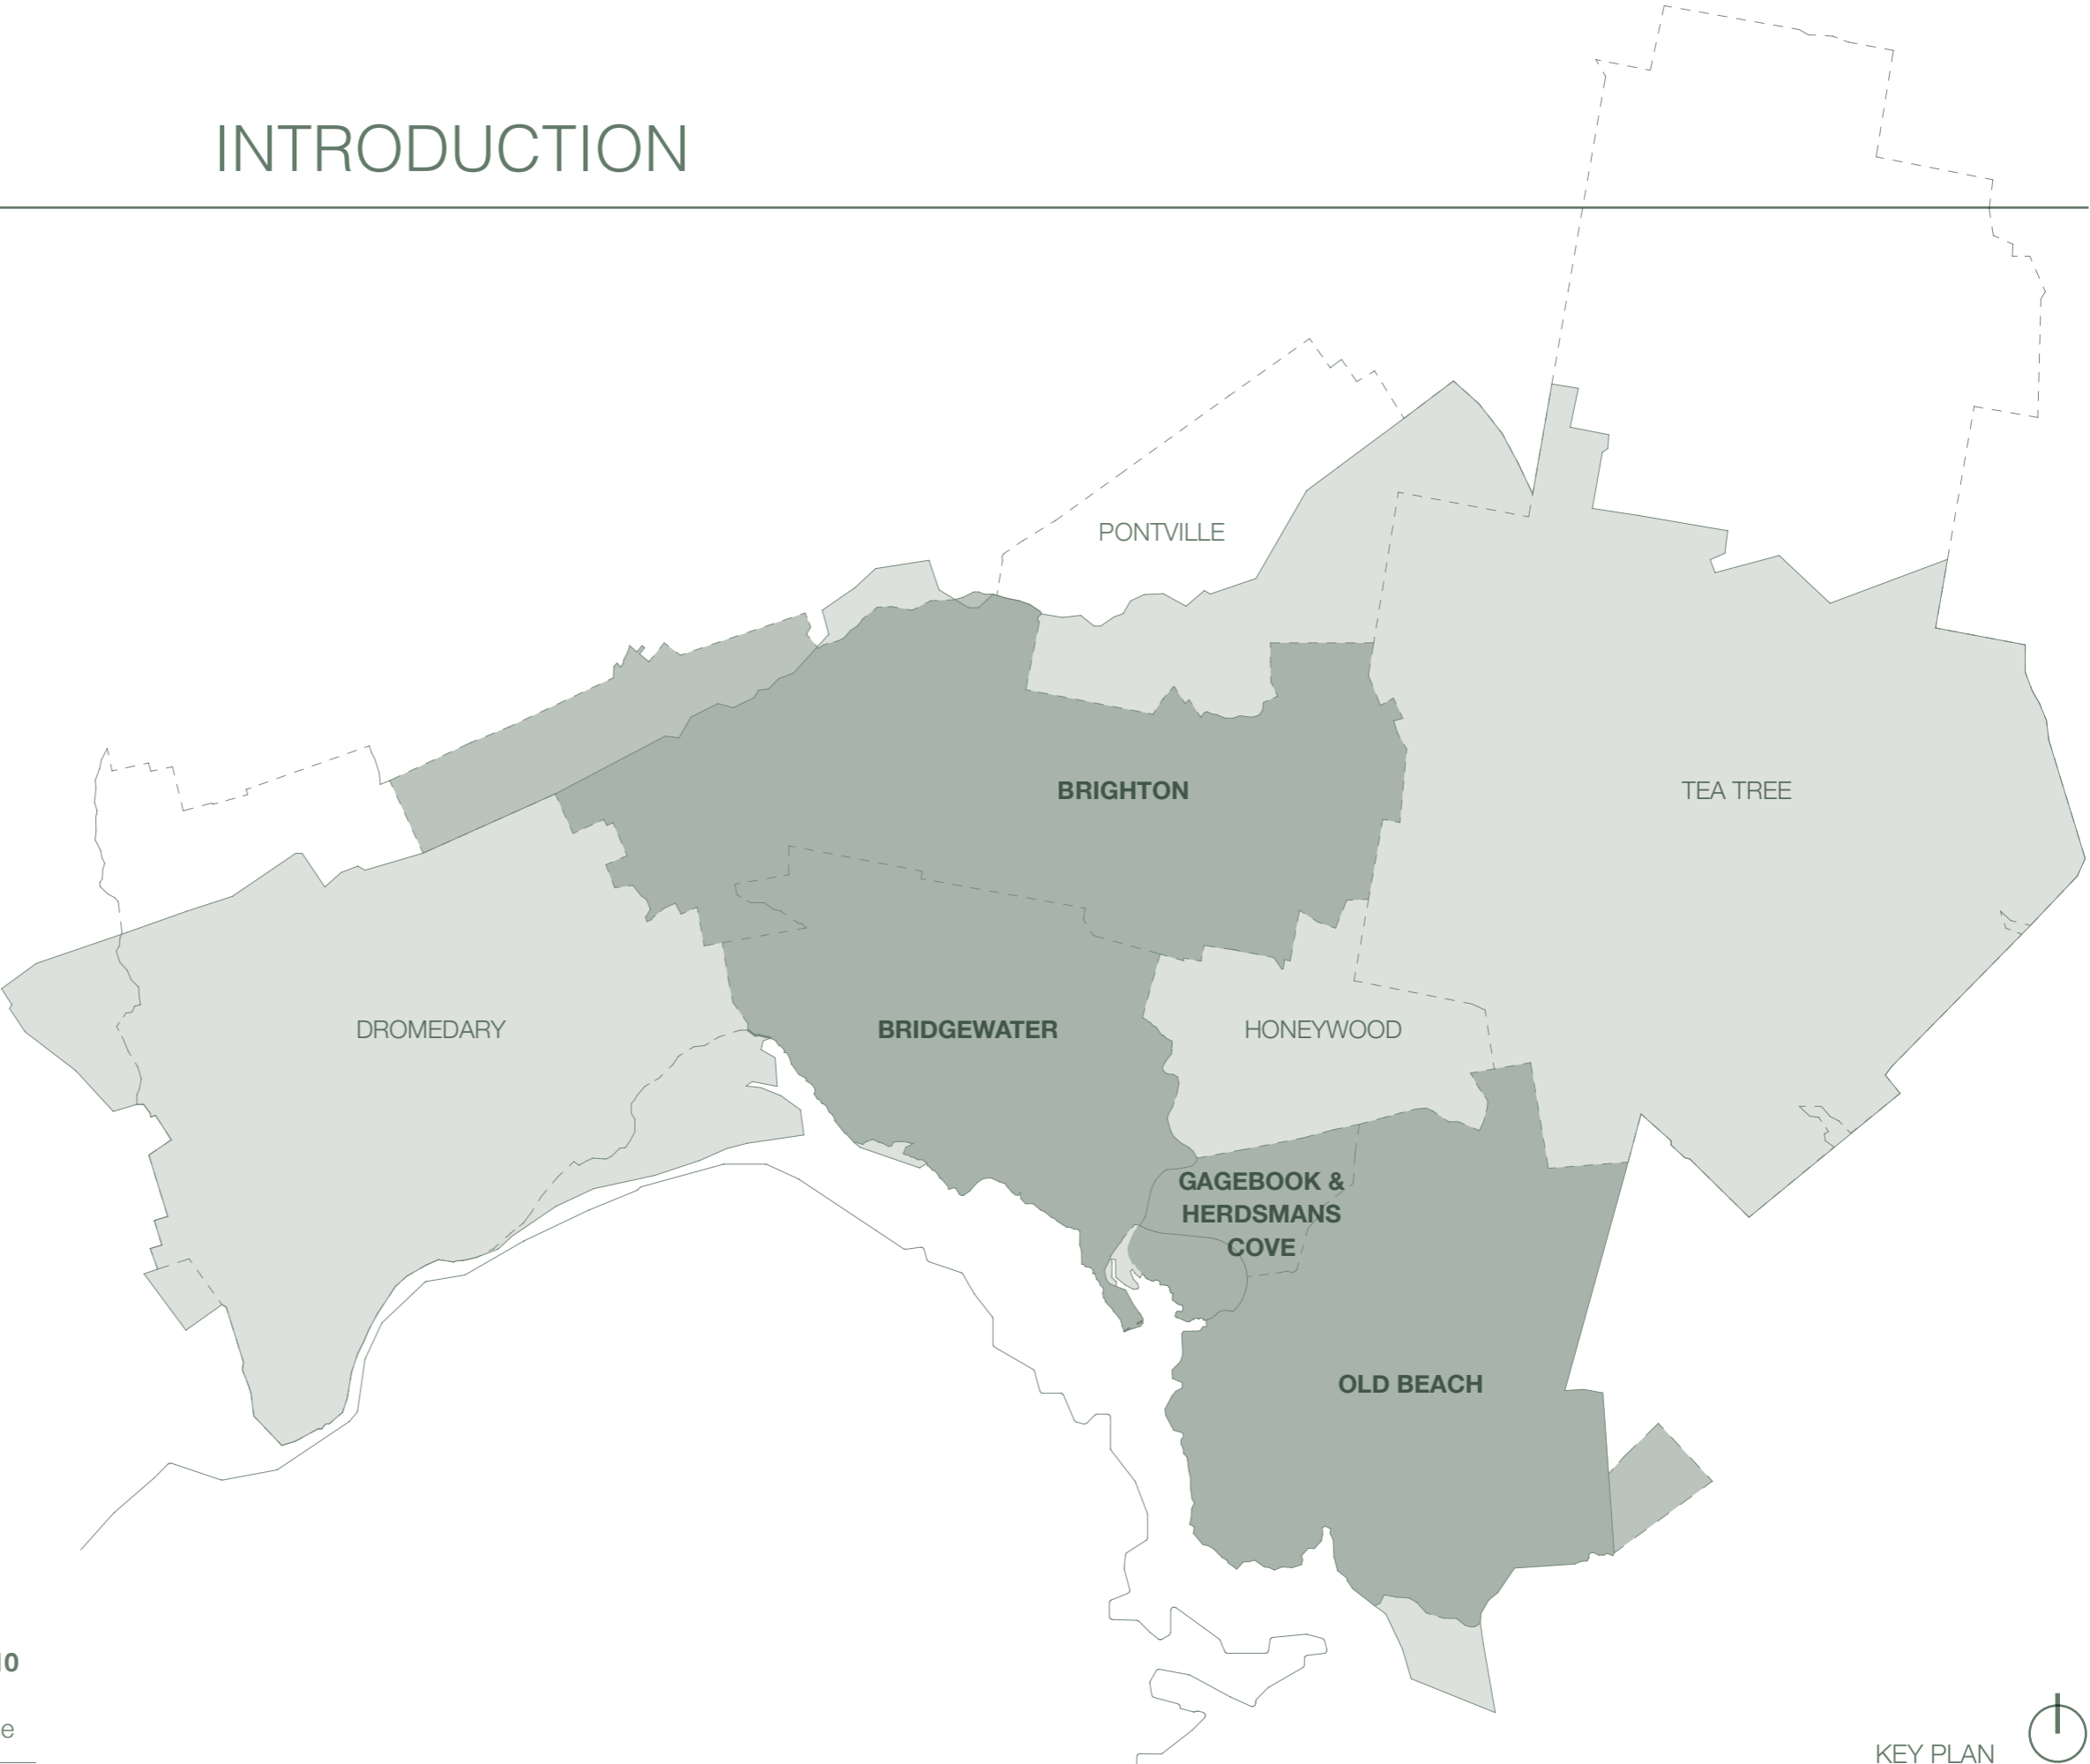 INTRODUCTION
PONTVILLE
BRIGHTON
TEA TREE
DROMEDARY
BRIDGEWATER
HONEYWOOD
GAGEBOOK &
HERDSMANS
COVE
OLD BEACH
KEY PLAN